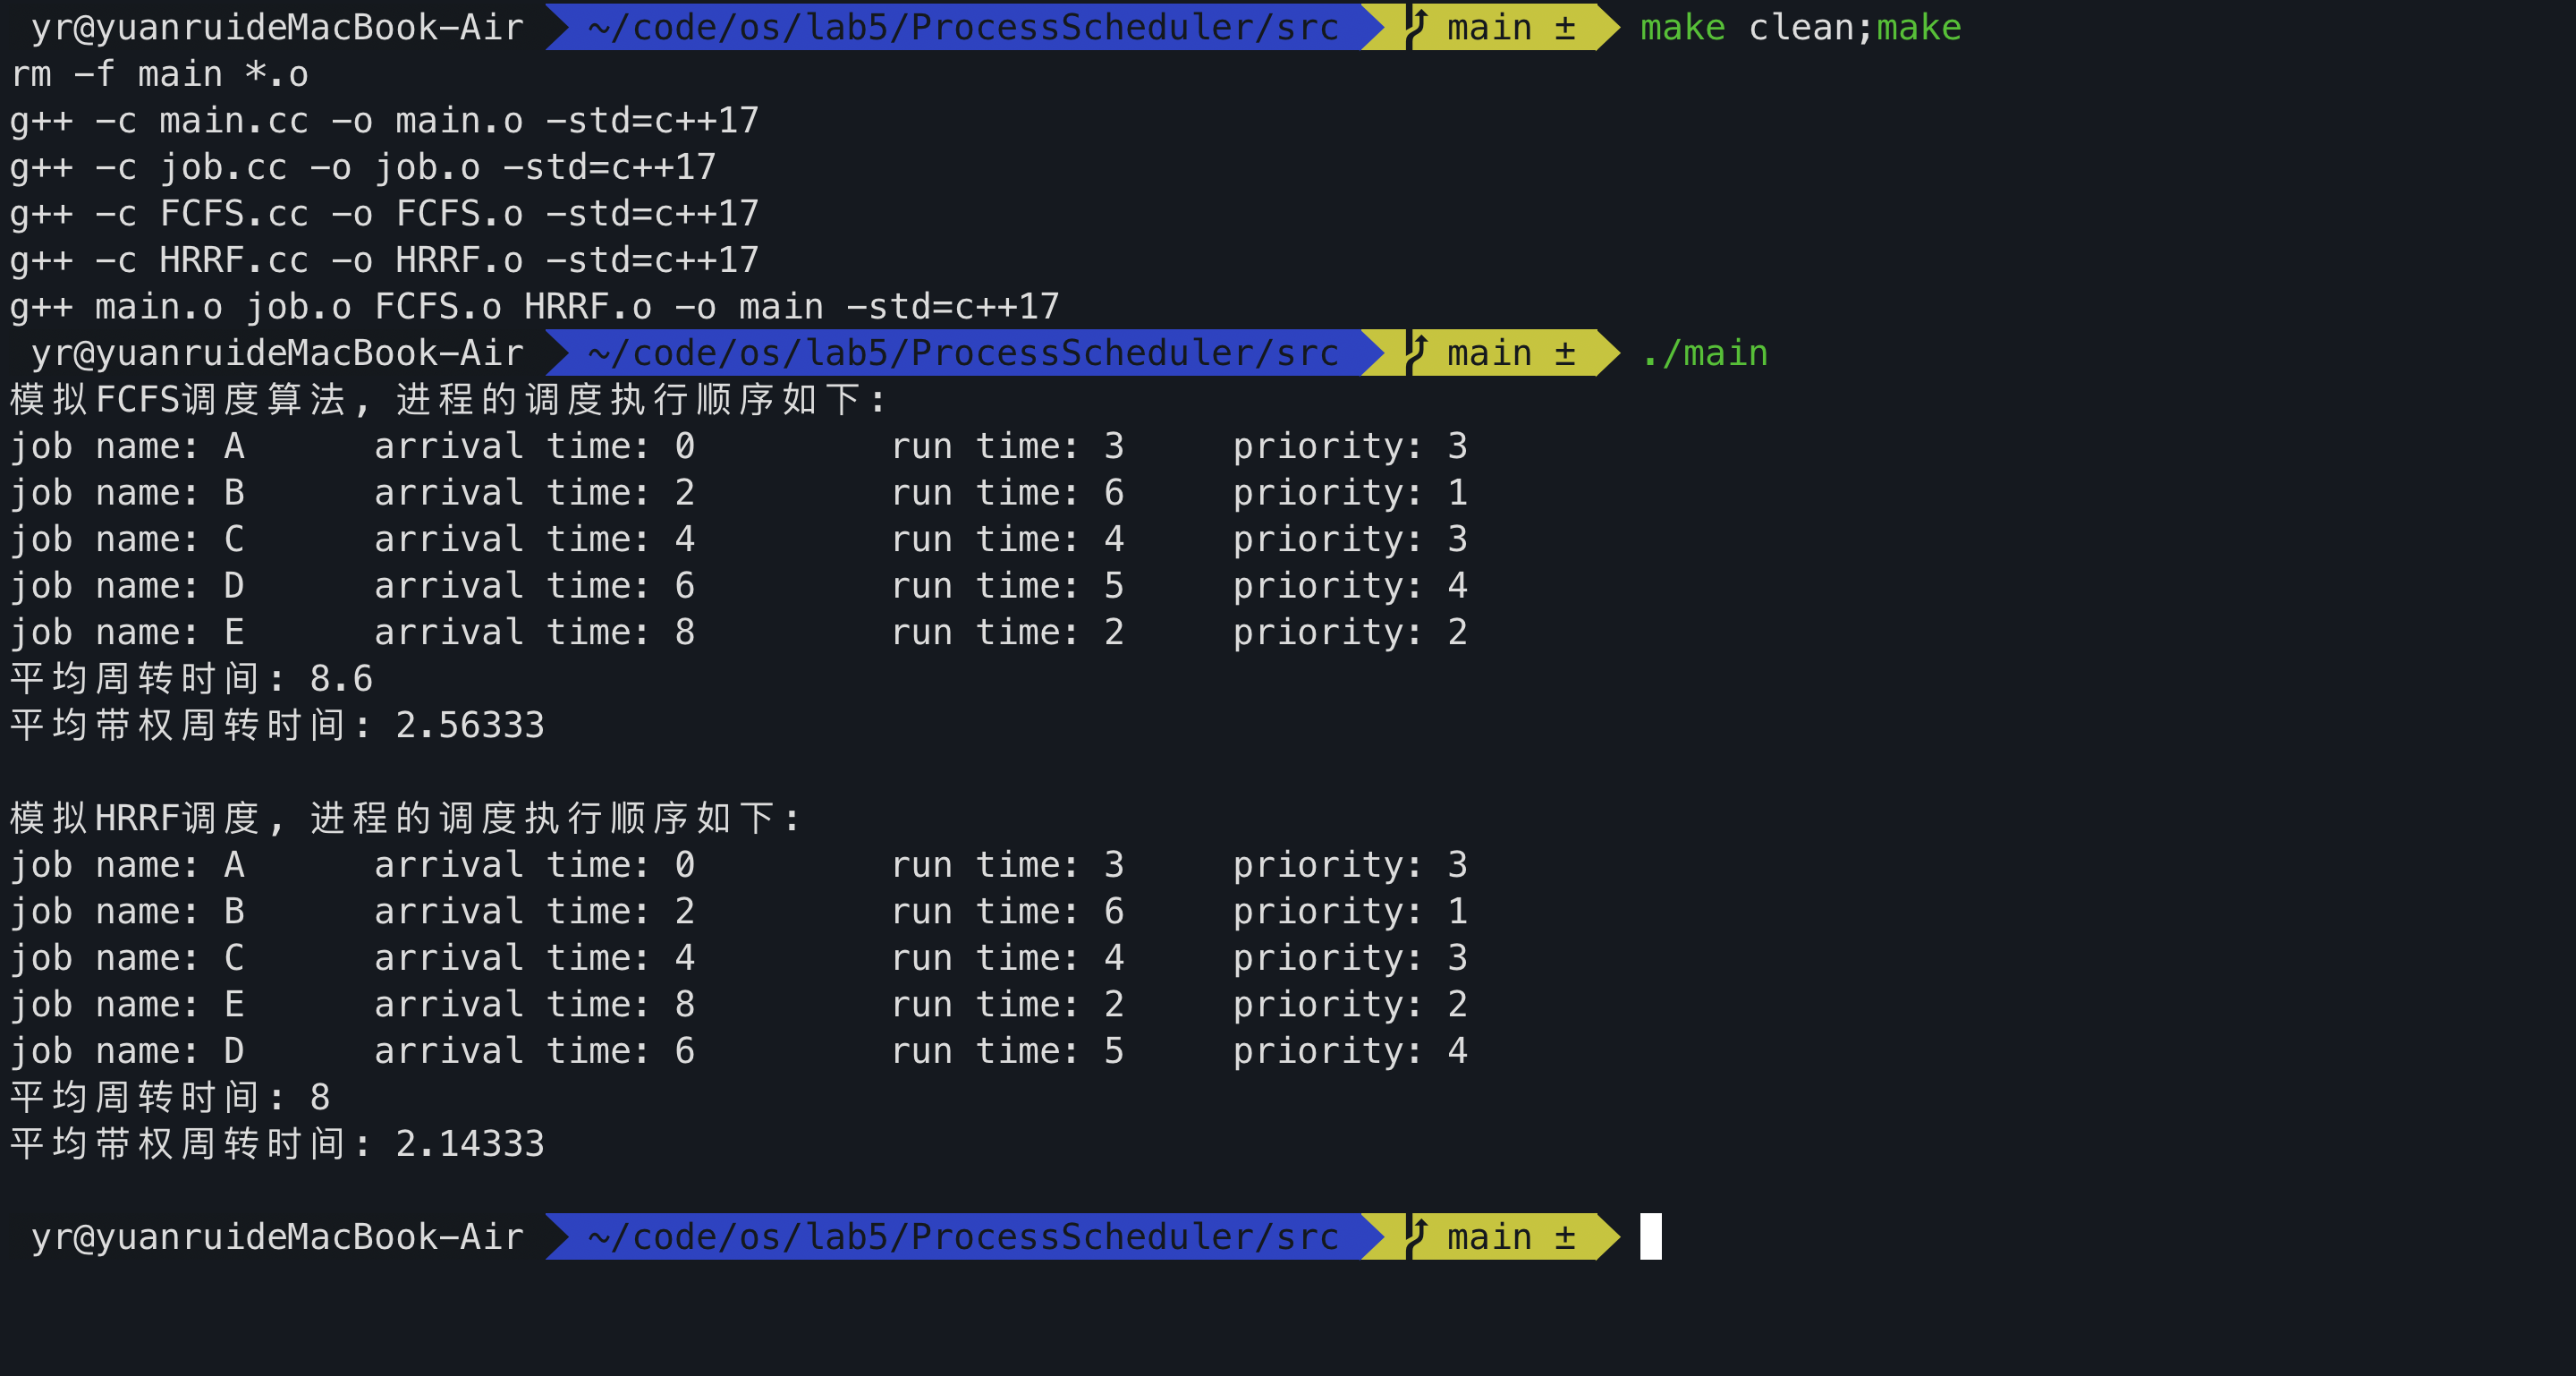 yr@yuanruideMacBook-Air ~/code/os/lab5/ProcessScheduler/src main ± make clean;make
rm -f main *.o
g++ -c main.cc -o main.o -std=c++17
g++ -c job.cc -o job.o -std=c++17
g++ -c FCFS.cc -o FCFS.o -std=c++17
g++ -c HRRF.cc -o HRRF.o -std=c++17
g++ main.o job.o FCFS.o HRRF.o -o main -std=c++17
yr@yuanruideMacBook-Air ~/code/os/lab5/ProcessScheduler/src main ± ./main
模拟FCFS调度算法, 进程的调度执行顺序如下:
job name: A arrival time: 0 run time: 3 priority: 3
job name: B arrival time: 2 run time: 6 priority: 1
job name: C arrival time: 4 run time: 4 priority: 3
job name: D arrival time: 6 run time: 5 priority: 4
job name: E arrival time: 8 run time: 2 priority: 2
平均周转时间: 8.6
平均带权周转时间: 2.56333
模拟HRRF调度, 进程的调度执行顺序如下:
job name: A arrival time: 0 run time: 3 priority: 3
job name: B arrival time: 2 run time: 6 priority: 1
job name: C arrival time: 4 run time: 4 priority: 3
job name: E arrival time: 8 run time: 2 priority: 2
job name: D arrival time: 6 run time: 5 priority: 4
平均周转时间: 8
平均带权周转时间: 2.14333
yr@yuanruideMacBook-Air ~/code/os/lab5/ProcessScheduler/src main ±